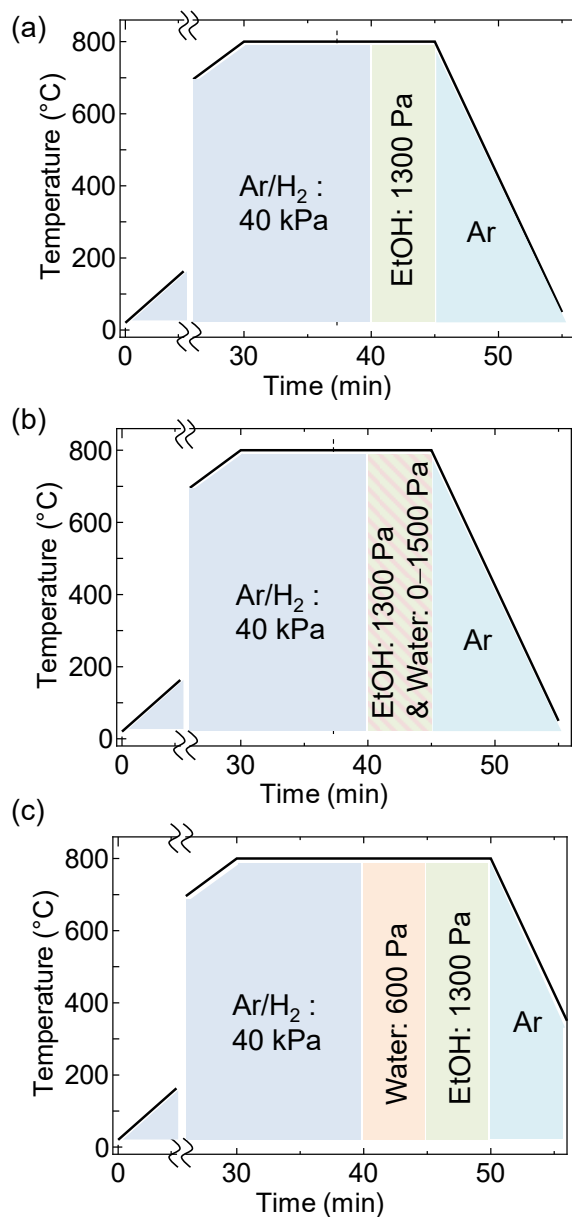 (a)
800
600
400
200
0
Temperature (°C)
Ar/H₂ :
40 kPa
EtOH: 1300 Pa
Ar
0
30
40
50
Time (min)
(b)
800
600
400
200
0
Temperature (°C)
Ar/H₂ :
40 kPa
EtOH: 1300 Pa
& Water: 0–1500 Pa
Ar
0
30
40
50
Time (min)
(c)
800
600
400
200
0
Temperature (°C)
Ar/H₂ :
40 kPa
Water: 600 Pa
EtOH: 1300 Pa
Ar
0
30
40
50
Time (min)